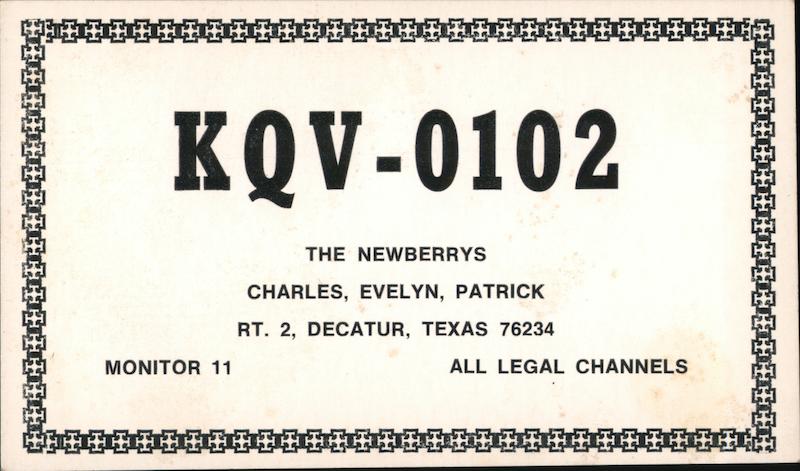 KQV-0102
THE NEWBERRYS
CHARLES, EVELYN, PATRICK
RT. 2, DECATUR, TEXAS 76234
MONITOR 11 ALL LEGAL CHANNELS